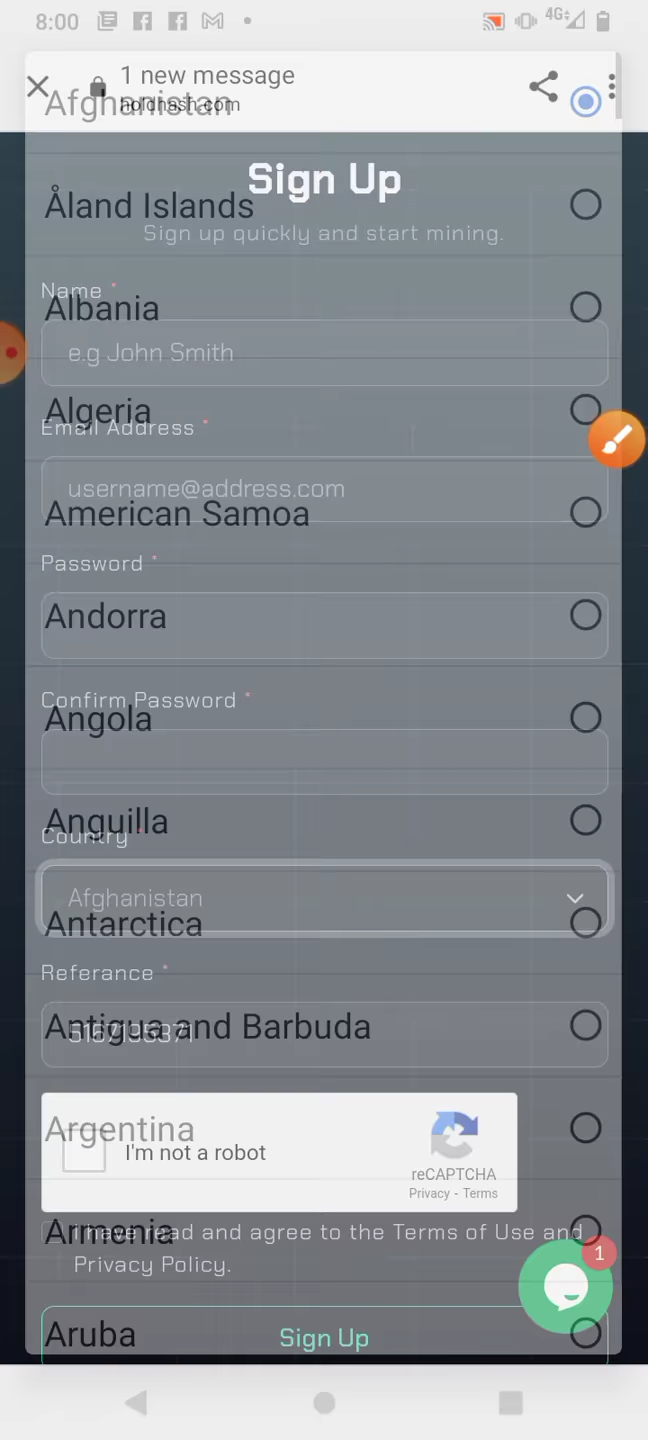 8:00
4G
1 new message
holdhash.com
Afghanistan
Sign Up
Åland Islands
Sign up quickly and start mining.
Name *
Albania
e.g John Smith
Algeria
Email Address *
username@address.com
American Samoa
Password *
Andorra
Confirm Password *
Angola
Anguilla
Country *
Afghanistan
Antarctica
Referance *
Antigua and Barbuda
Argentina
I'm not a robot
reCAPTCHA
Privacy - Terms
Armenia
I have read and agree to the Terms of Use and
Privacy Policy.
1
Aruba
Sign Up